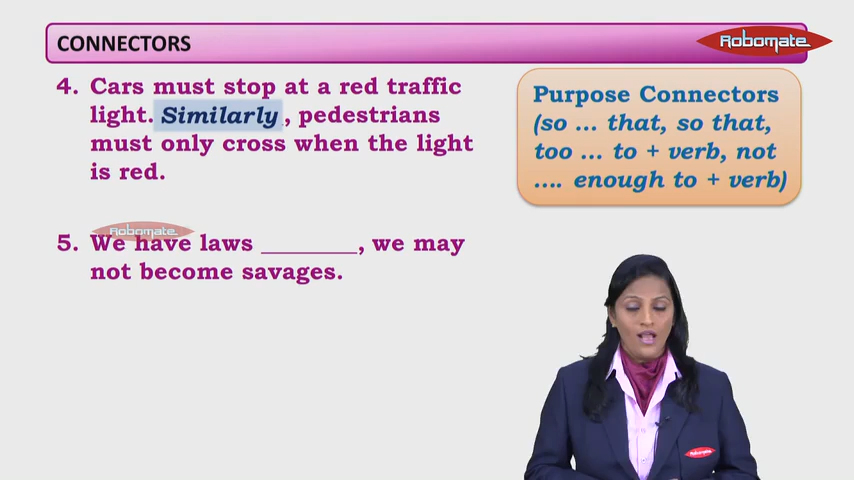 CONNECTORS
Robomate
4. Cars must stop at a red traffic
light. Similarly, pedestrians
must only cross when the light
is red.
Purpose Connectors
(so ... that, so that,
too ... to + verb, not
.... enough to + verb)
Robomate
5. We have laws ________, we may
not become savages.
Robomate